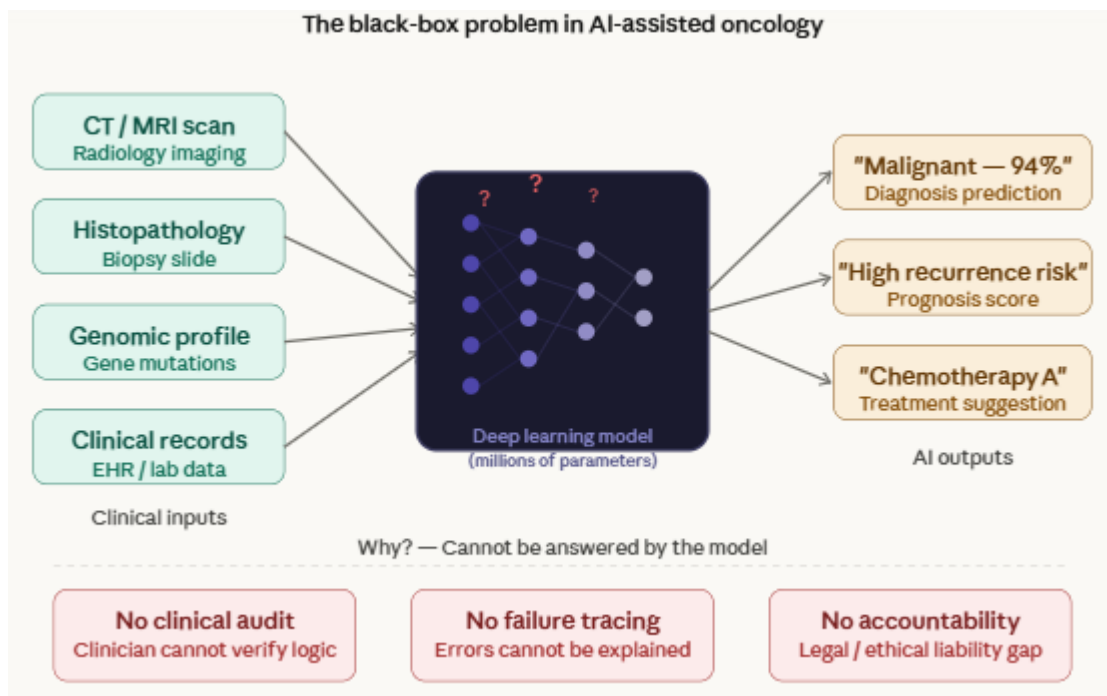 The black-box problem in AI-assisted oncology
CT / MRI scan
Radiology imaging
Histopathology
Biopsy slide
Genomic profile
Gene mutations
Clinical records
EHR / lab data
Clinical inputs
?
?
?
Deep learning model
(millions of parameters)
"Malignant — 94%"
Diagnosis prediction
"High recurrence risk"
Prognosis score
"Chemotherapy A"
Treatment suggestion
AI outputs
Why? — Cannot be answered by the model
No clinical audit
Clinician cannot verify logic
No failure tracing
Errors cannot be explained
No accountability
Legal / ethical liability gap